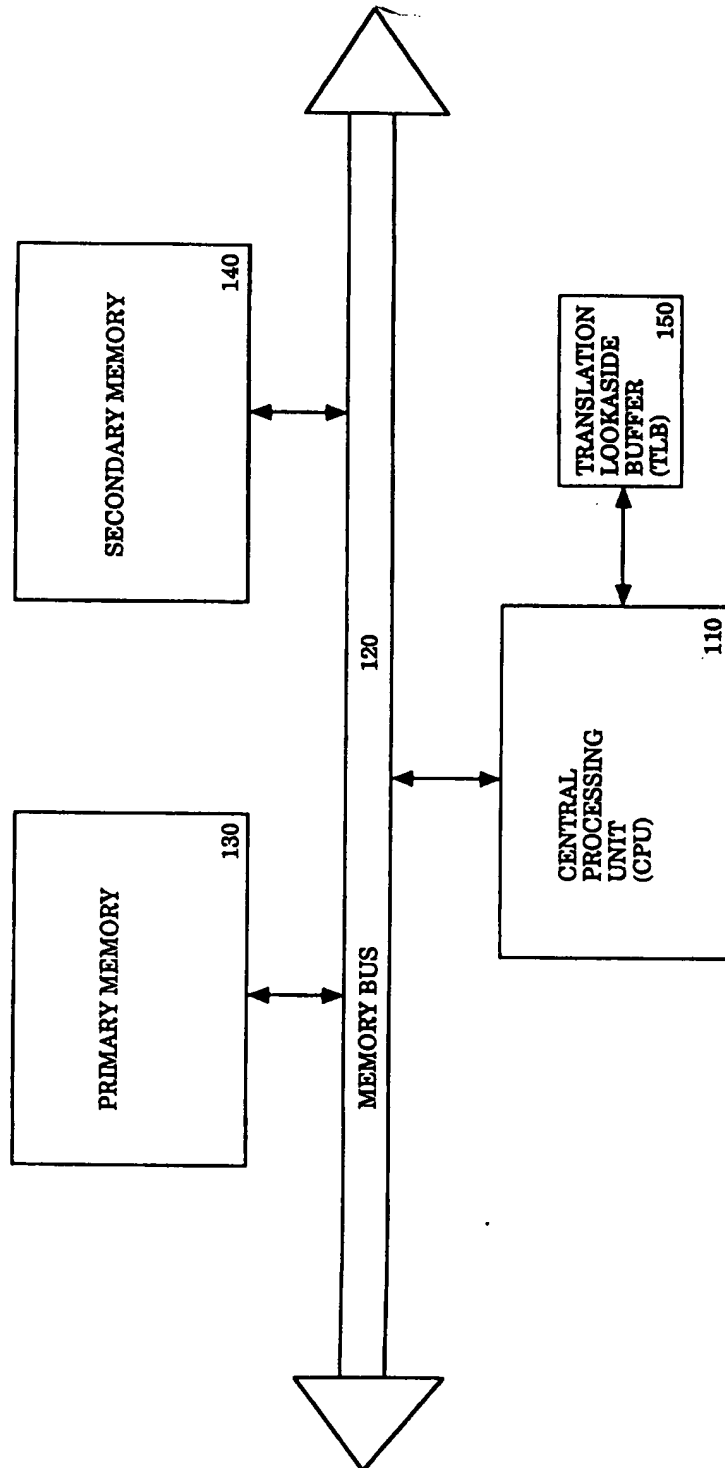 PRIMARY MEMORY
130
SECONDARY MEMORY
140
MEMORY BUS
120
CENTRAL
PROCESSING
UNIT
(CPU)
110
TRANSLATION
LOOKASIDE
BUFFER
(TLB)
150